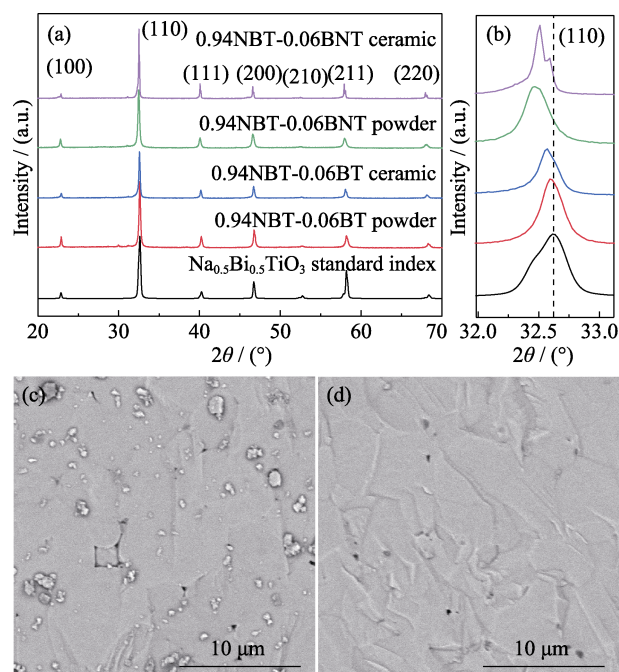 (a)
(110)
0.94NBT-0.06BNT ceramic
(100)
(111) (200) (210) (211) (220)
0.94NBT-0.06BNT powder
0.94NBT-0.06BT ceramic
0.94NBT-0.06BT powder
Na0.5Bi0.5TiO3 standard index
Intensity / (a.u.)
20 30 40 50 60 70
2θ / (°)
(b)
(110)
Intensity / (a.u.)
32.0 32.5 33.0
2θ / (°)
(c)
10 μm
(d)
10 μm